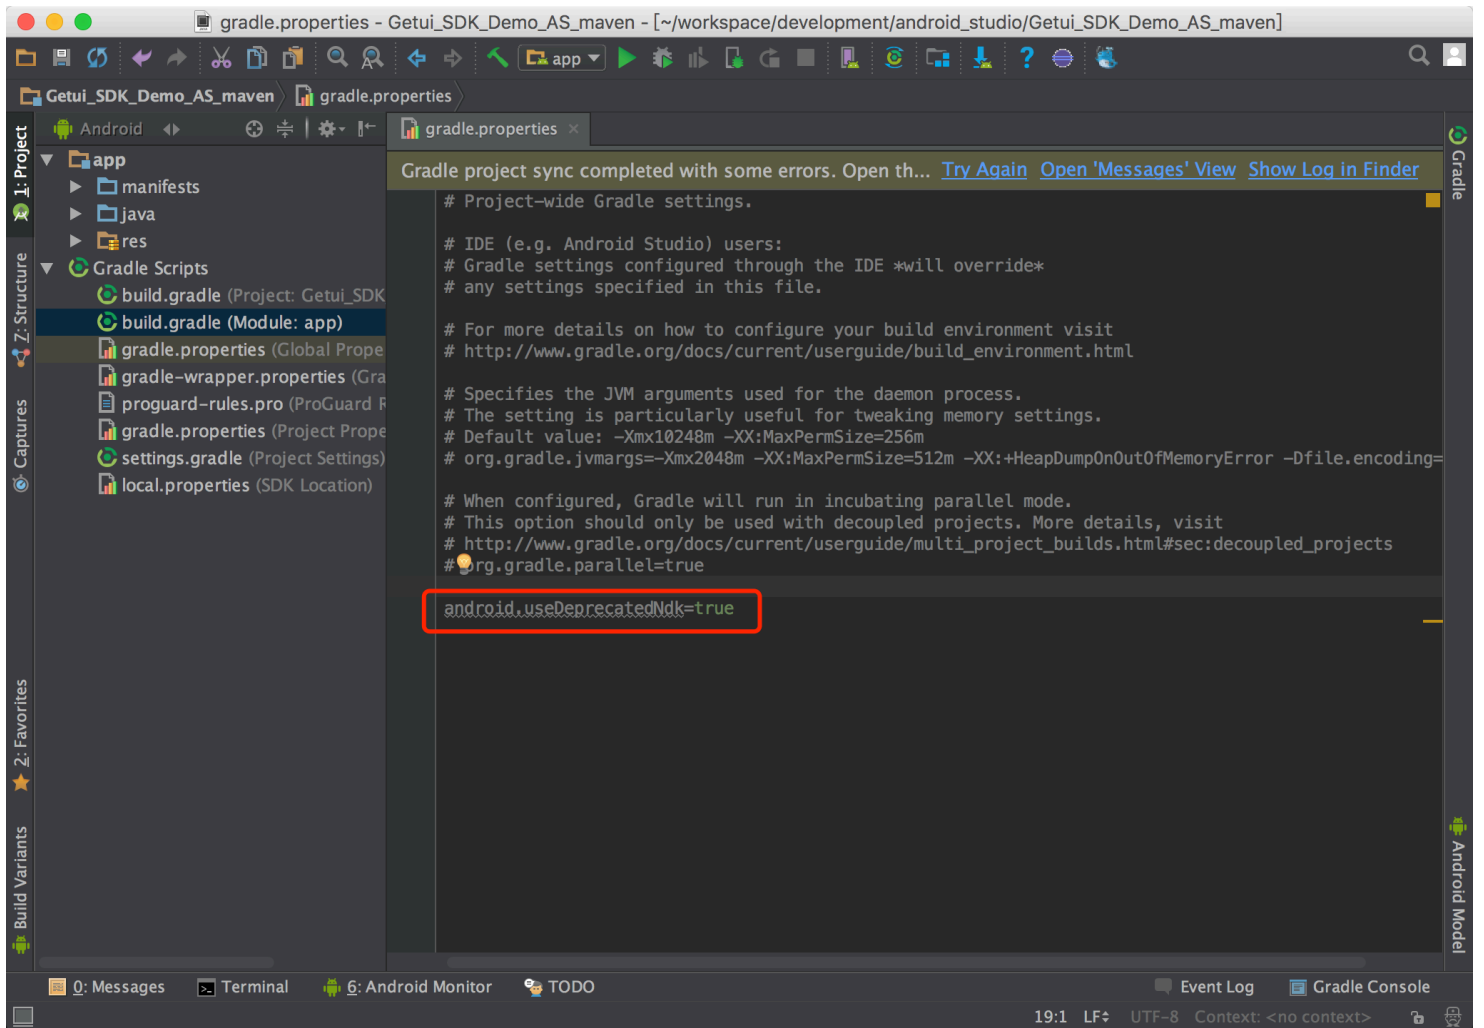 gradle.properties - Getui_SDK_Demo_AS_maven - [~/workspace/development/android_studio/Getui_SDK_Demo_AS_maven]
app
Getui_SDK_Demo_AS_maven
gradle.properties
Android
gradle.properties
Gradle project sync completed with some errors. Open th... Try Again Open 'Messages' View Show Log in Finder
1: Project
Z: Structure
Captures
2: Favorites
Build Variants
app
manifests
java
res
Gradle Scripts
build.gradle (Project: Getui_SDK
build.gradle (Module: app)
gradle.properties (Global Prope
gradle-wrapper.properties (Gra
proguard-rules.pro (ProGuard R
gradle.properties (Project Prope
settings.gradle (Project Settings)
local.properties (SDK Location)
# Project-wide Gradle settings.
# IDE (e.g. Android Studio) users:
# Gradle settings configured through the IDE *will override*
# any settings specified in this file.
# For more details on how to configure your build environment visit
# http://www.gradle.org/docs/current/userguide/build_environment.html
# Specifies the JVM arguments used for the daemon process.
# The setting is particularly useful for tweaking memory settings.
# Default value: -Xmx10248m -XX:MaxPermSize=256m
# org.gradle.jvmargs=-Xmx2048m -XX:MaxPermSize=512m -XX:+HeapDumpOnOutOfMemoryError -Dfile.encoding=
# When configured, Gradle will run in incubating parallel mode.
# This option should only be used with decoupled projects. More details, visit
# http://www.gradle.org/docs/current/userguide/multi_project_builds.html#sec:decoupled_projects
# org.gradle.parallel=true
android.useDeprecatedNdk=true
Gradle
Android Model
0: Messages
Terminal
6: Android Monitor
TODO
Event Log
Gradle Console
19:1 LF UTF-8 Context: <no context>